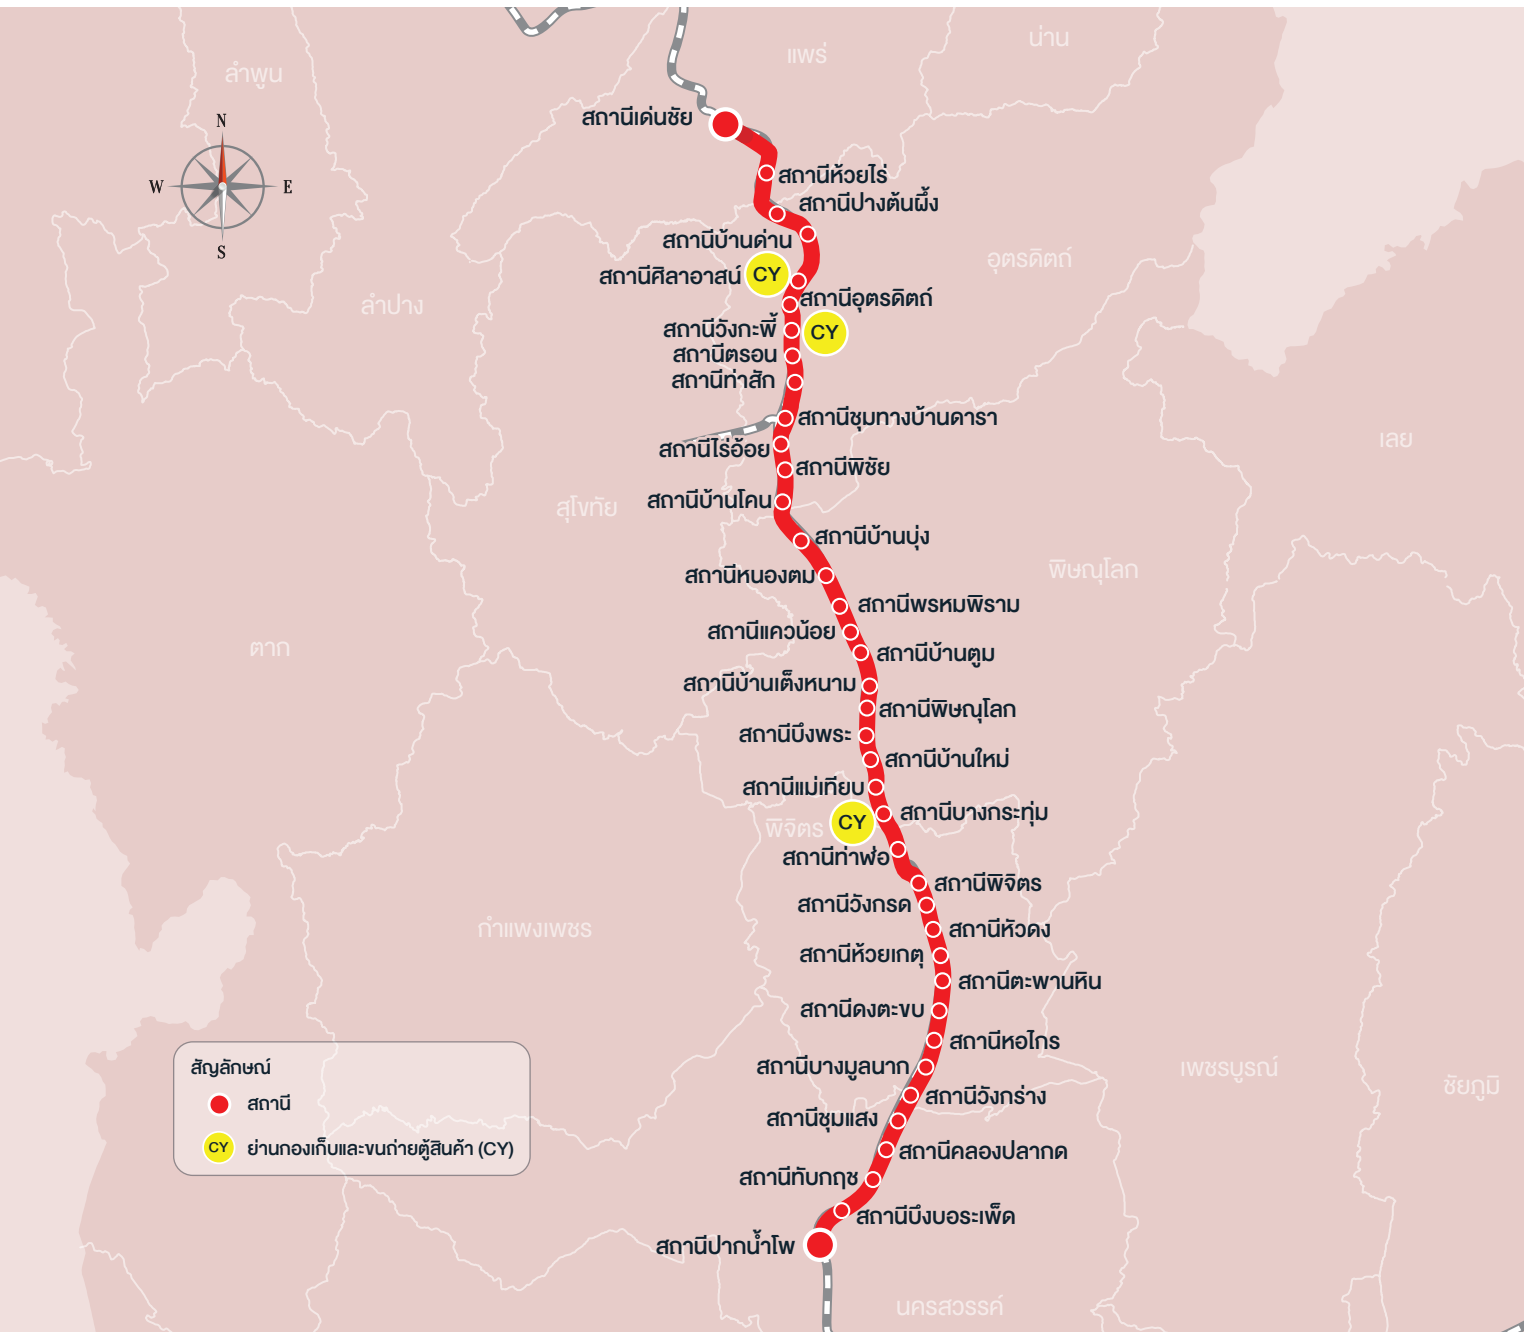 แพร่
น่าน
ลำพูน
N
W
E
S
สถานีเด่นชัย
สถานีห้วยไร่
สถานีปางต้นผึ้ง
สถานีบ้านด่าน
อุตรดิตถ์
สถานีศิลาอาสน์
CY
สถานีอุตรดิตถ์
ลำปาง
สถานีวังกะพี้
CY
สถานีตรอน
สถานีท่าสัก
สถานีชุมทางบ้านดารา
เลย
สถานีไร่อ้อย
สถานีพิชัย
สถานีบ้านโคน
สุโขทัย
สถานีบ้านบุ่ง
พิษณุโลก
สถานีหนองตม
สถานีพรหมพิราม
สถานีแควน้อย
ตาก
สถานีบ้านตูม
สถานีบ้านเต็งหนาม
สถานีพิษณุโลก
สถานีบึงพระ
สถานีบ้านใหม่
สถานีแม่เทียบ
สถานีบางกระทุ่ม
พิจิตร
CY
สถานีท่าฬ่อ
สถานีพิจิตร
สถานีวังกรด
กำแพงเพชร
สถานีหัวดง
สถานีห้วยเกตุ
สถานีตะพานหิน
สถานีดงตะขบ
สถานีหอไกร
สถานีบางมูลนาก
เพชรบูรณ์
ชัยภูมิ
สถานีวังกร่าง
สถานีชุมแสง
สถานีคลองปลากด
สถานีทับกฤช
สถานีบึงบอระเพ็ด
สถานีปากน้ำโพ
นครสวรรค์
สัญลักษณ์
สถานี
CY ย่านกองเก็บและขนถ่ายตู้สินค้า (CY)